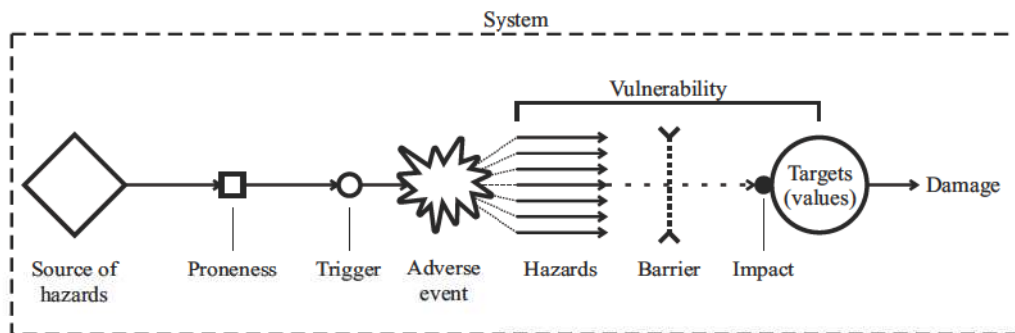 System
Vulnerability
Targets
(values)
Damage
Source of
hazards
Proneness
Trigger
Adverse
event
Hazards
Barrier
Impact